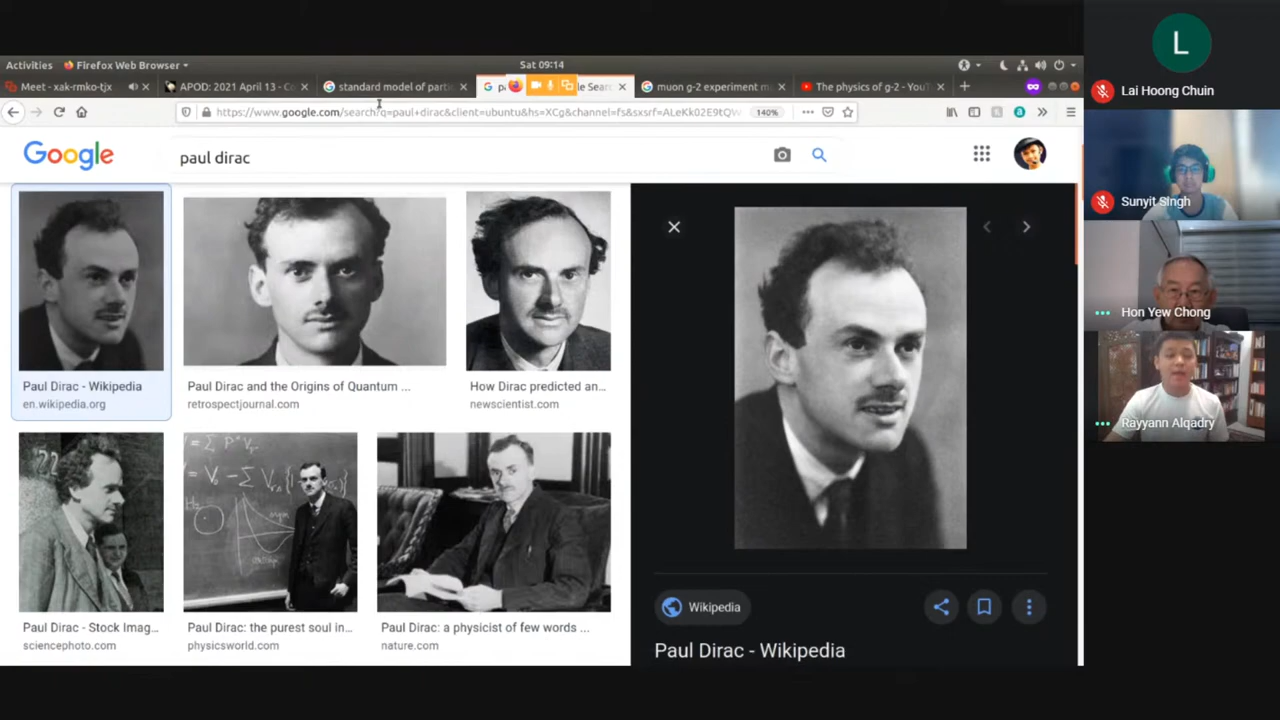 Activities
Firefox Web Browser
Sat 09:14
Meet - xak-rmko-tjx
APOD: 2021 April 13 - C
standard model of parti
Sear
muon g-2 experiment m
The physics of g-2 - YouT
https://www.google.com/search?q=paul+dirac&client=ubuntu&hs=XCg&channel=fs&sxsrf=ALeKk02E9tQW
140%
Google
paul dirac
Paul Dirac - Wikipedia
en.wikipedia.org
Paul Dirac and the Origins of Quantum ...
retrospectjournal.com
How Dirac predicted an...
newscientist.com
Paul Dirac - Stock Imag...
sciencephoto.com
Paul Dirac: the purest soul in...
physicsworld.com
Paul Dirac: a physicist of few words ...
nature.com
Wikipedia
Paul Dirac - Wikipedia
L
Lai Hoong Chuin
Sunyit Singh
Hon Yew Chong
Rayyann Alqadry